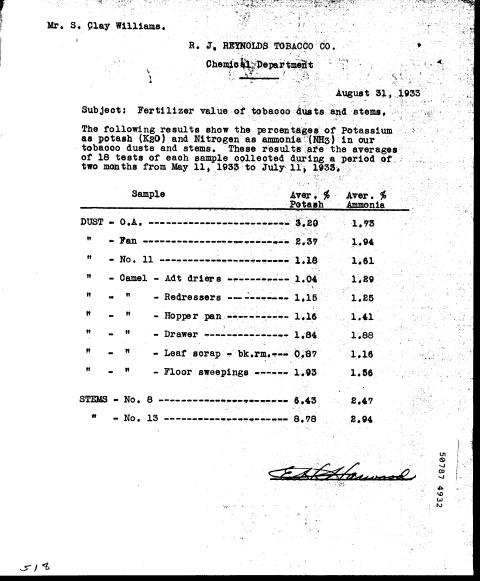 Mr. S. Clay Williams.
R. J. REYNOLDS TOBACCO CO.
Chemical Department
August 31, 1933
Subject: Fertilizer value of tobacco dusts and stems.
The following results show the percentages of Potassium
as potash (K2O) and Nitrogen as ammonia (NH3) in our
tobacco dusts and stems. These results are the averages
of 18 tests of each sample collected during a period of
two months from May 11, 1933 to July 11, 1933.
Sample Aver. % Aver. %
Potash Ammonia
DUST - O.A. --------------------------- 3.20 1.73
" - Fan ---------------------------- 2.37 1.94
" - No. 11 ------------------------- 1.18 1.61
" - Camel - Adt driers ----------- 1.04 1.29
" - " - Redressers ----------- 1.15 1.25
" - " - Hopper pan ----------- 1.16 1.41
" - " - Drawer --------------- 1.84 1.88
" - " - Leaf scrap - bk.rm.--- 0.87 1.16
" - " - Floor sweepings ------ 1.93 1.56
STEMS - No. 8 ------------------------- 6.43 2.47
" - No. 13 ------------------------ 8.78 2.94
Harwood
50787 4932
518